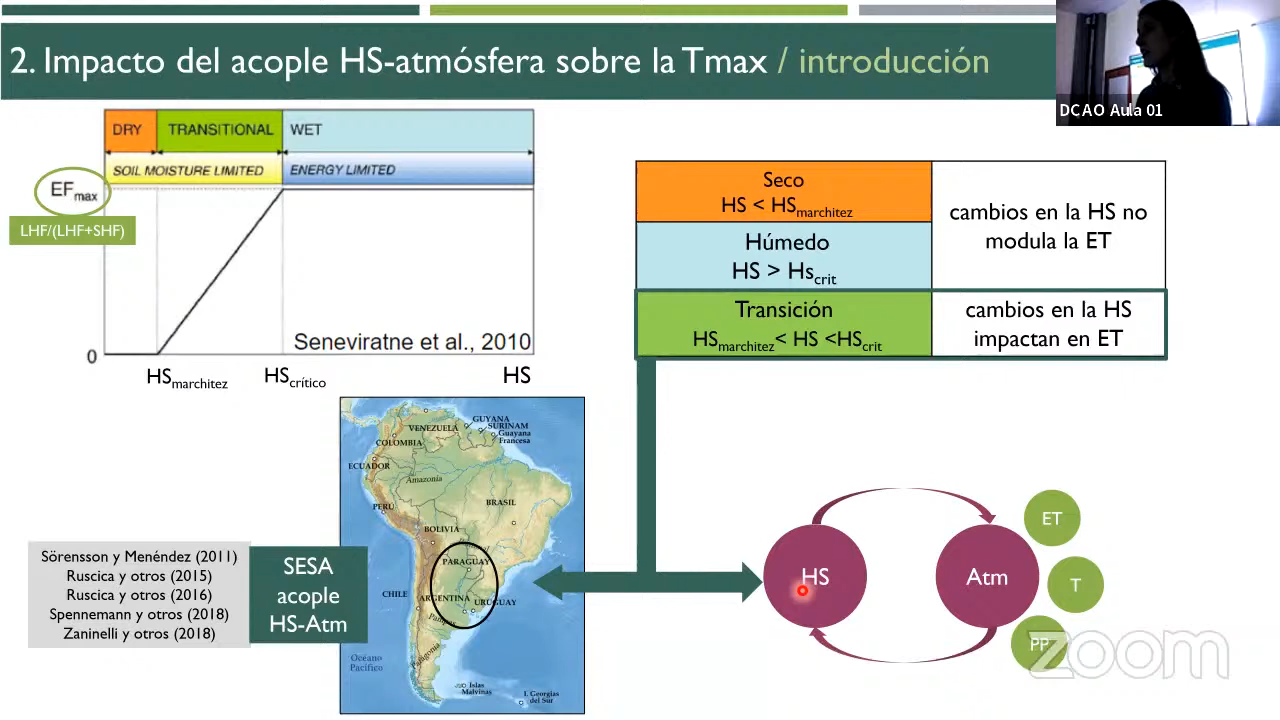 2. Impacto del acople HS-atmósfera sobre la Tmax / introducción
DCAO Aula 01
DRY
TRANSITIONAL
WET
SOIL MOISTURE LIMITED
ENERGY LIMITED
EFmax
LHF/(LHF+SHF)
0
Seneviratne et al., 2010
HSmarchitez
HScrítico
HS
Seco
HS < HSmarchitez
Húmedo
HS > Hscrit
cambios en la HS no
modula la ET
Transición
HSmarchitez< HS <HScrit
cambios en la HS
impactan en ET
VENEZUELA
GUYANA
SURINAM
Guayana
Francesa
COLOMBIA
ECUADOR
Amazonia
PERÚ
BRASIL
BOLIVIA
PARAGUAY
CHILE
ARGENTINA
URUGUAY
Patagonia
Océano
Pacífico
Islas
Malvinas
I. Georgias
del Sur
Sörensson y Menéndez (2011)
Ruscica y otros (2015)
Ruscica y otros (2016)
Spennemann y otros (2018)
Zaninelli y otros (2018)
SESA
acople
HS-Atm
HS
Atm
ET
T
PP
zoom